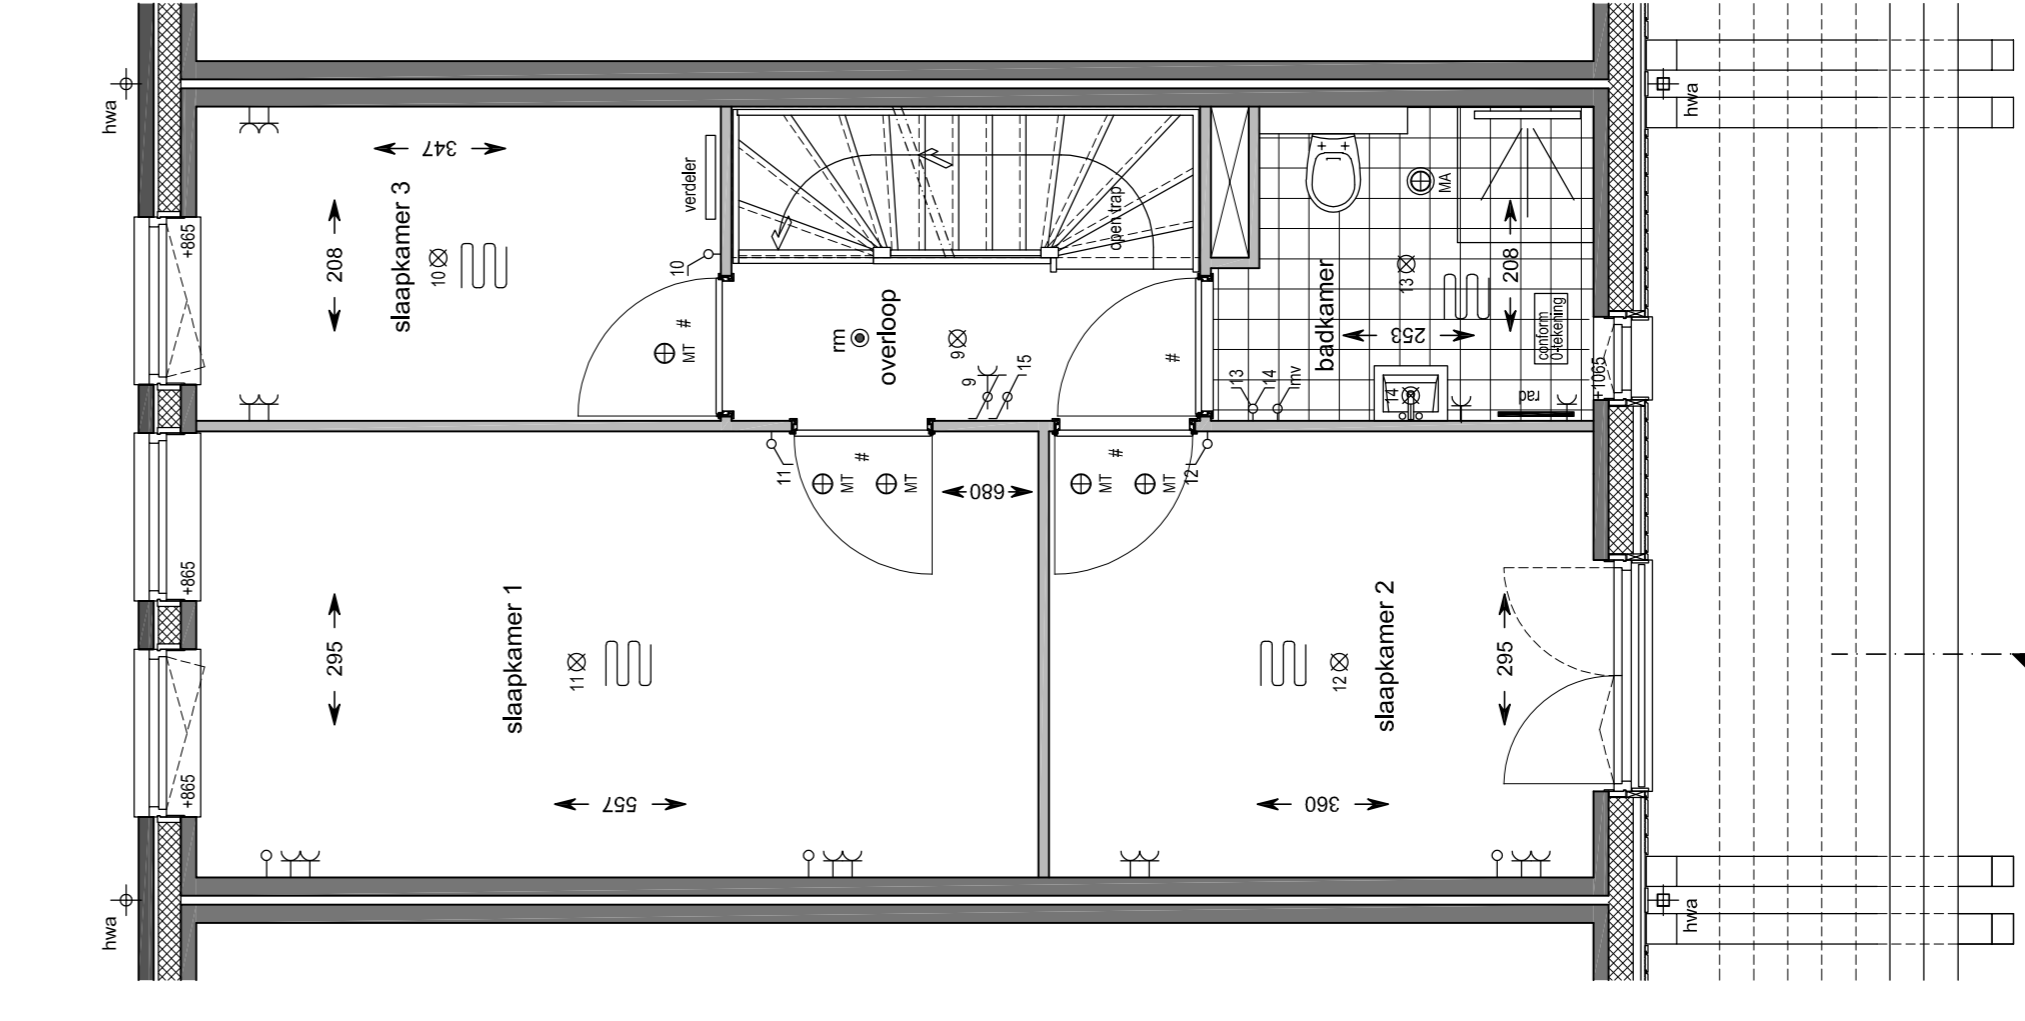 hwa
hwa
347
slaapkamer 3
208
10
verdeler
10
+865
MT
#
open trap
rm
overloop
9
9
15
#
MA
badkamer
13
208
253
conform
0-tekening
13
14
imv
14
rad
+1065
11
MT
MT
#
680
MT
MT
#
12
+865
295
slaapkamer 1
11
557
+865
12
slaapkamer 2
295
360
hwa
hwa